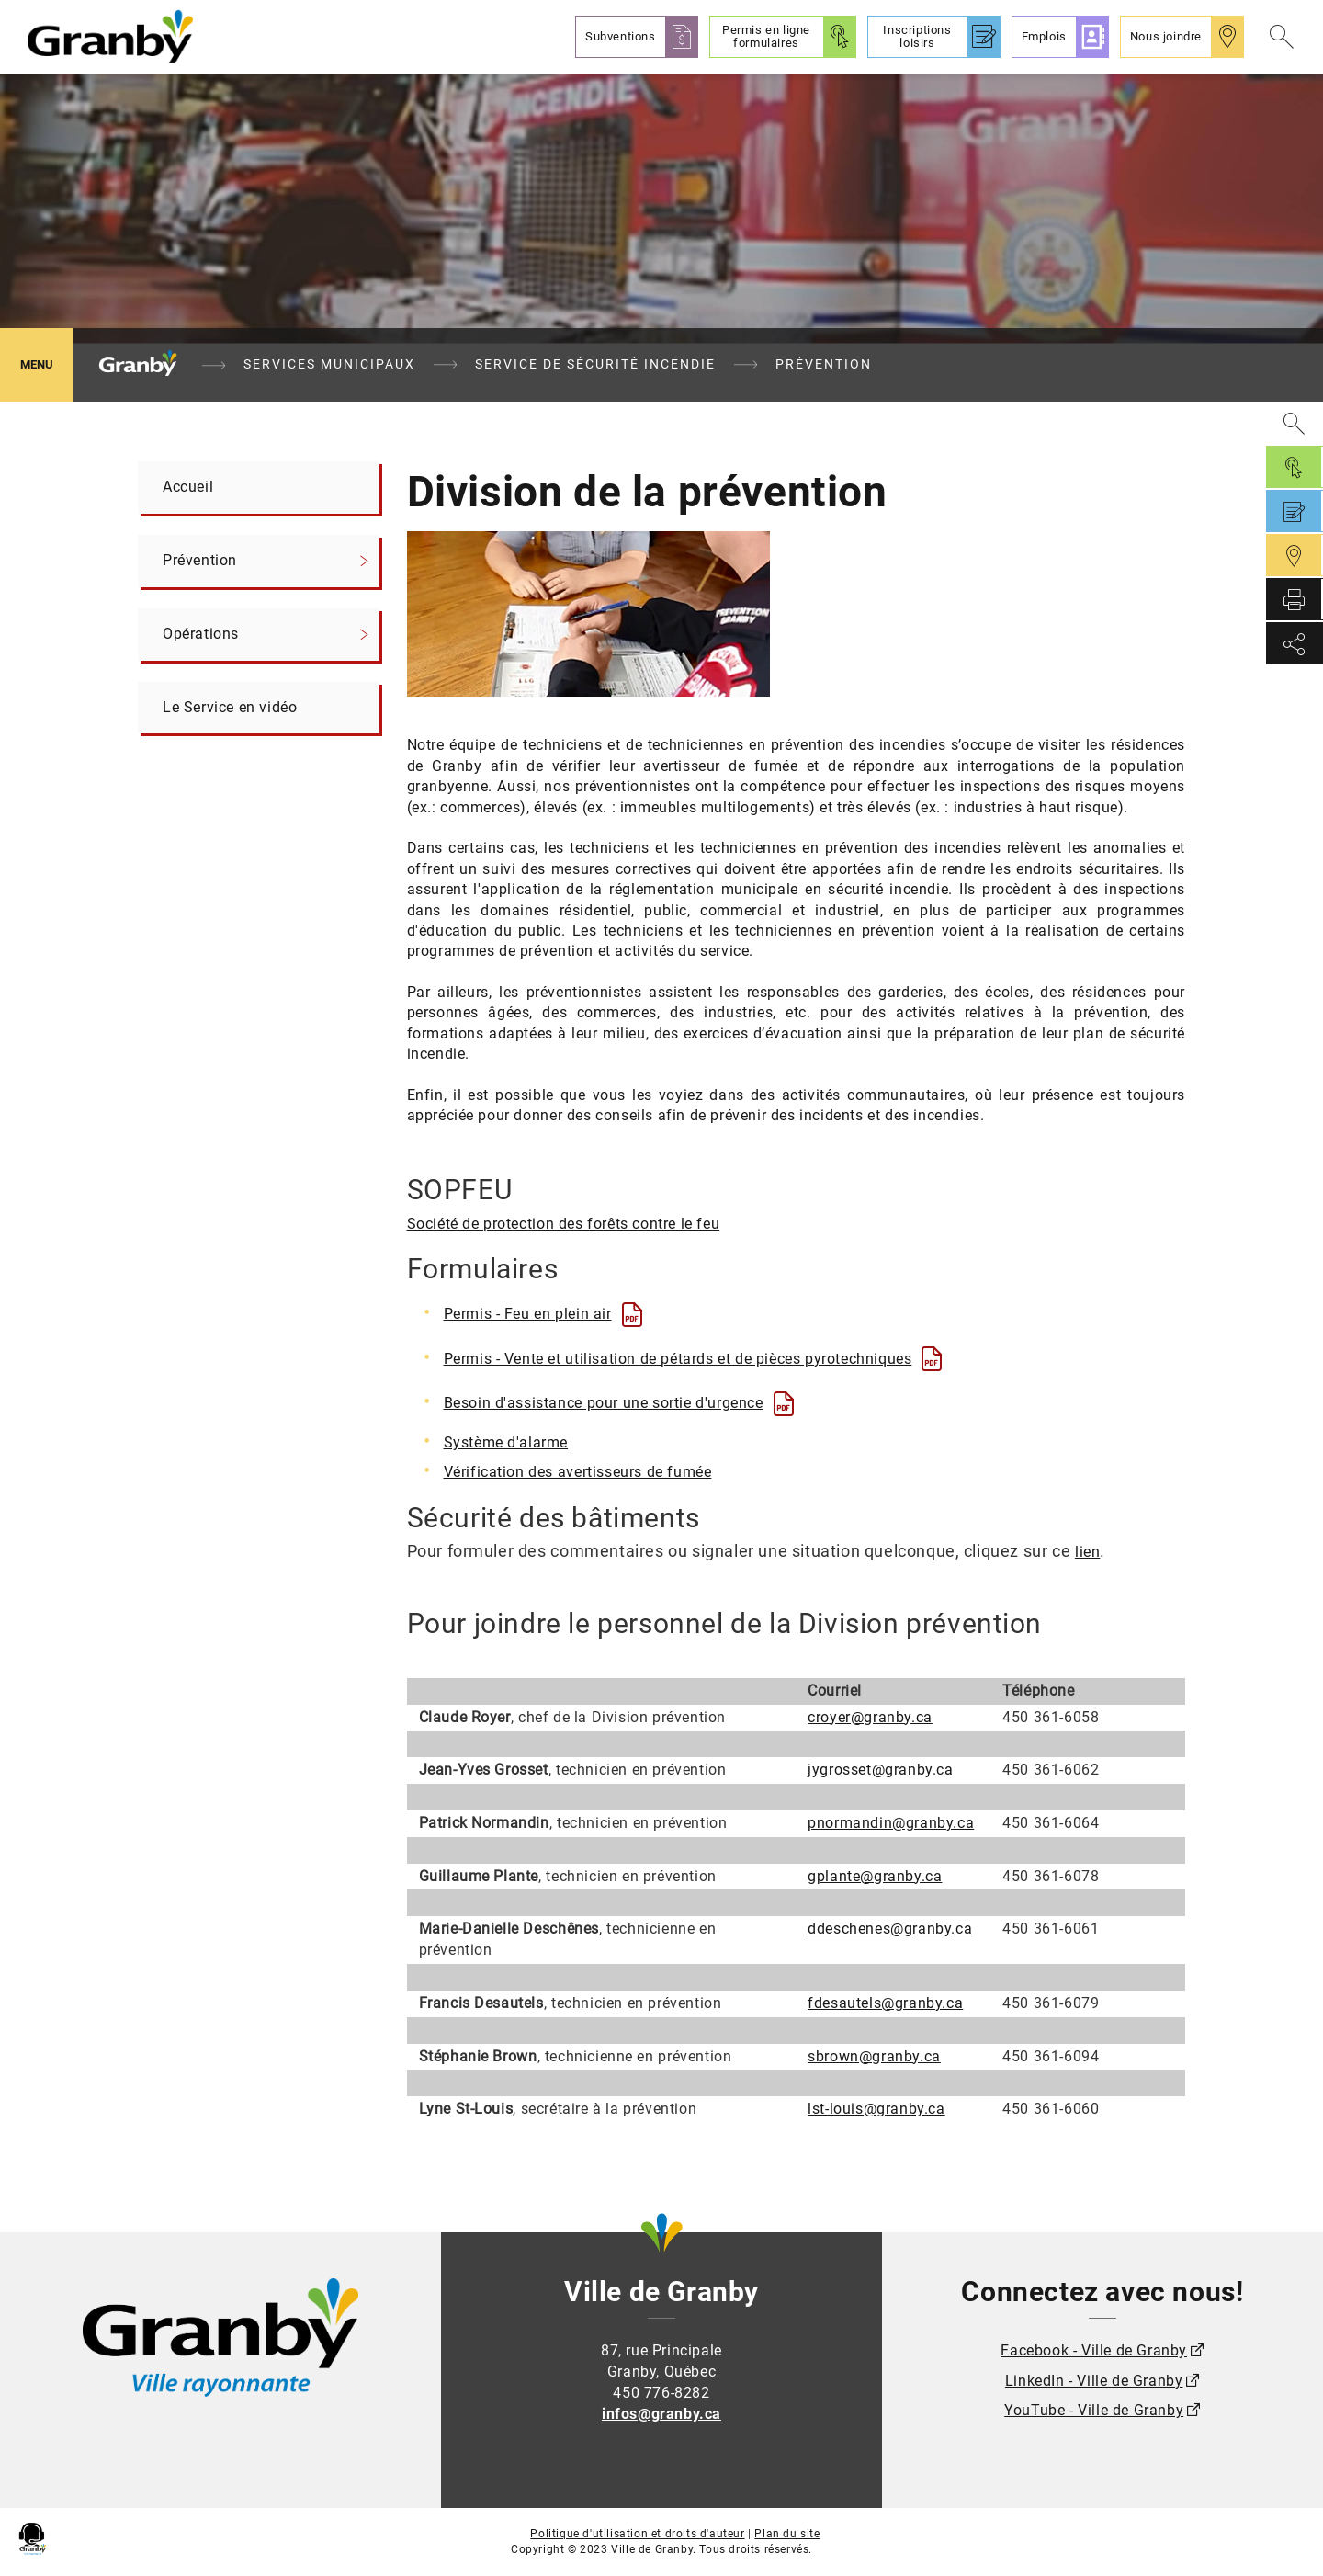 Granby
Subventions
Permis en ligne
formulaires
Inscriptions
loisirs
Emplois
Nous joindre
INCENDIE
Granby
MENU
Granby
SERVICES MUNICIPAUX
SERVICE DE SÉCURITÉ INCENDIE
PRÉVENTION
Accueil
Prévention
Opérations
Le Service en vidéo
Division de la prévention
PREVENTION
GRANBY
Notre équipe de techniciens et de techniciennes en prévention des incendies s’occupe de visiter les résidences
de Granby afin de vérifier leur avertisseur de fumée et de répondre aux interrogations de la population
granbyenne. Aussi, nos préventionnistes ont la compétence pour effectuer les inspections des risques moyens
(ex.: commerces), élevés (ex. : immeubles multilogements) et très élevés (ex. : industries à haut risque).
Dans certains cas, les techniciens et les techniciennes en prévention des incendies relèvent les anomalies et
offrent un suivi des mesures correctives qui doivent être apportées afin de rendre les endroits sécuritaires. Ils
assurent l'application de la réglementation municipale en sécurité incendie. Ils procèdent à des inspections
dans les domaines résidentiel, public, commercial et industriel, en plus de participer aux programmes
d'éducation du public. Les techniciens et les techniciennes en prévention voient à la réalisation de certains
programmes de prévention et activités du service.
Par ailleurs, les préventionnistes assistent les responsables des garderies, des écoles, des résidences pour
personnes âgées, des commerces, des industries, etc. pour des activités relatives à la prévention, des
formations adaptées à leur milieu, des exercices d’évacuation ainsi que la préparation de leur plan de sécurité
incendie.
Enfin, il est possible que vous les voyiez dans des activités communautaires, où leur présence est toujours
appréciée pour donner des conseils afin de prévenir des incidents et des incendies.
SOPFEU
Société de protection des forêts contre le feu
Formulaires
Permis - Feu en plein air PDF
Permis - Vente et utilisation de pétards et de pièces pyrotechniques PDF
Besoin d'assistance pour une sortie d'urgence PDF
Système d'alarme
Vérification des avertisseurs de fumée
Sécurité des bâtiments
Pour formuler des commentaires ou signaler une situation quelconque, cliquez sur ce lien.
Pour joindre le personnel de la Division prévention
Courriel Téléphone
Claude Royer, chef de la Division prévention croyer@granby.ca 450 361-6058
Jean-Yves Grosset, technicien en prévention jygrosset@granby.ca 450 361-6062
Patrick Normandin, technicien en prévention pnormandin@granby.ca 450 361-6064
Guillaume Plante, technicien en prévention gplante@granby.ca 450 361-6078
Marie-Danielle Deschênes, technicienne en ddeschenes@granby.ca 450 361-6061
prévention
Francis Desautels, technicien en prévention fdesautels@granby.ca 450 361-6079
Stéphanie Brown, technicienne en prévention sbrown@granby.ca 450 361-6094
Lyne St-Louis, secrétaire à la prévention lst-louis@granby.ca 450 361-6060
Granby
Ville rayonnante
Ville de Granby
87, rue Principale
Granby, Québec
450 776-8282
infos@granby.ca
Connectez avec nous!
Facebook - Ville de Granby
LinkedIn - Ville de Granby
YouTube - Ville de Granby
Granby
Politique d'utilisation et droits d'auteur | Plan du site
Copyright © 2023 Ville de Granby. Tous droits réservés.